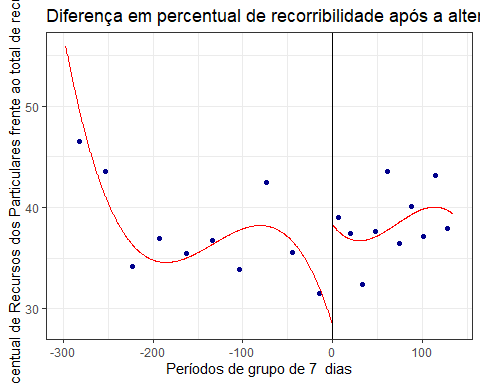 Diferença em percentual de recorribilidade após a alter
centual de Recursos dos Particulares frente ao total de recu
50
40
30
-300 -200 -100 0 100
Períodos de grupo de 7 dias